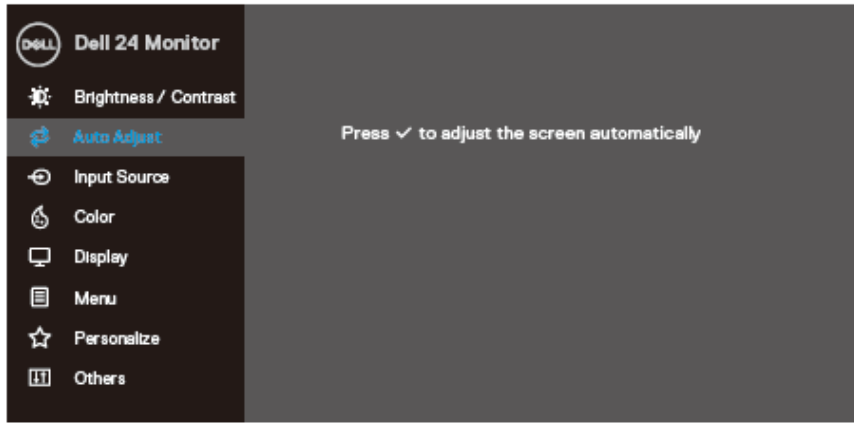 DELL Dell 24 Monitor
Brightness / Contrast
Auto Adjust
Press ✓ to adjust the screen automatically
Input Source
Color
Display
Menu
Personalize
Others